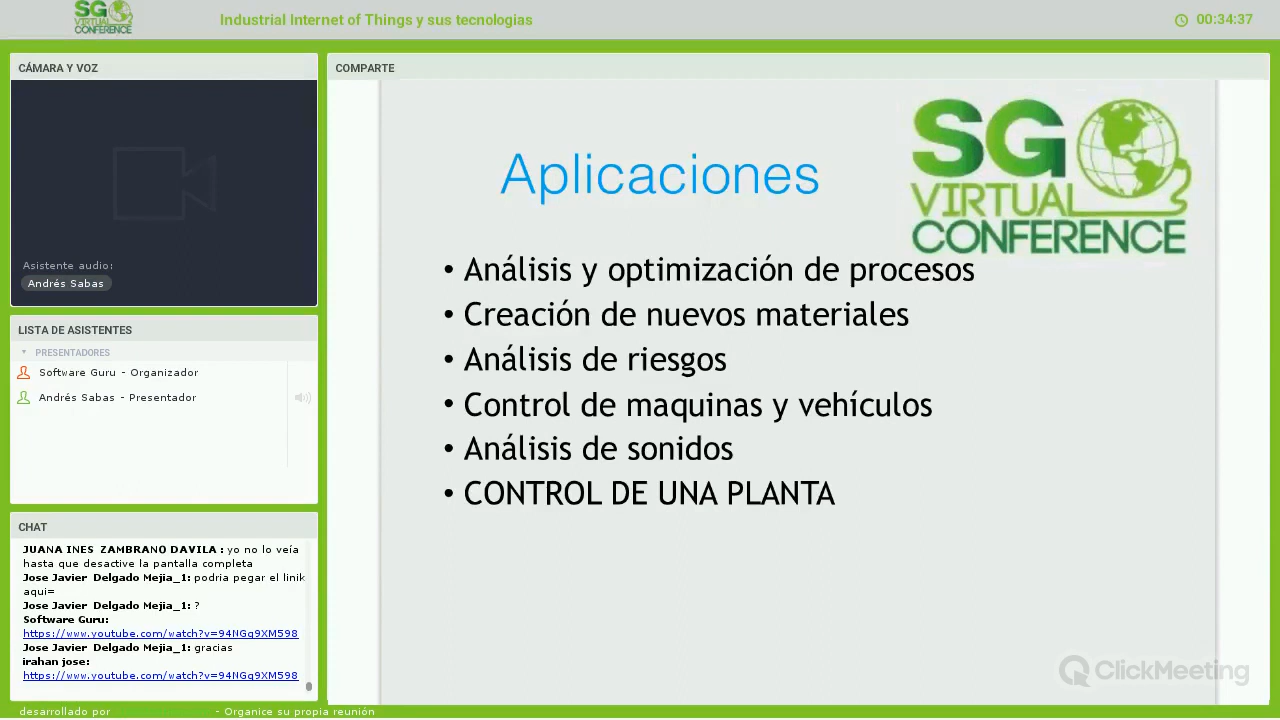 SG
VIRTUAL
CONFERENCE
Industrial Internet of Things y sus tecnologias
00:34:37
CÁMARA Y VOZ
Asistente audio:
Andrés Sabas
LISTA DE ASISTENTES
PRESENTADORES
Software Guru - Organizador
Andrés Sabas - Presentador
CHAT
JUANA INES ZAMBRANO DAVILA : yo no lo veía
hasta que desactive la pantalla completa
Jose Javier Delgado Mejia_1: podria pegar el linik
aqui=
Jose Javier Delgado Mejia_1: ?
Software Guru:
https://www.youtube.com/watch?v=94NGq9XM598
Jose Javier Delgado Mejia_1: gracias
irahan jose:
https://www.youtube.com/watch?v=94NGq9XM598
COMPARTE
SG
VIRTUAL
CONFERENCE
Aplicaciones
• Análisis y optimización de procesos
• Creación de nuevos materiales
• Análisis de riesgos
• Control de maquinas y vehículos
• Análisis de sonidos
• CONTROL DE UNA PLANTA
ClickMeeting
desarrollado por - Organice su propia reunión